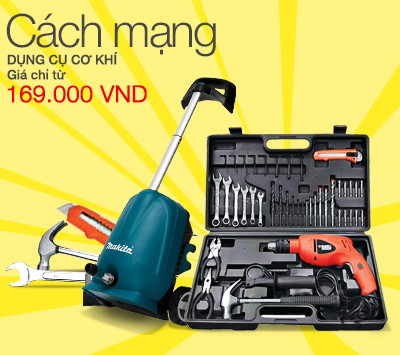 Cách mạng
DỤNG CỤ CƠ KHÍ
Giá chỉ từ
169.000 VND
makita